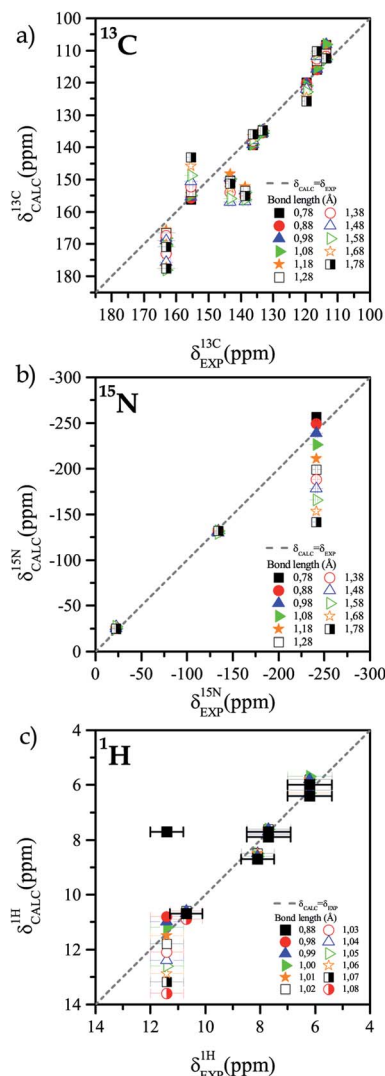 a)
13C
100
110
120
130
140
150
160
170
180
δ13C CALC (ppm)
δCALC=δEXP
Bond length (Å)
0,78 1,38
0,88 1,48
0,98 1,58
1,08 1,68
1,18 1,78
1,28
180 170 160 150 140 130 120 110 100
δ13C EXP (ppm)
b)
15N
-300
-250
-200
-150
-100
-50
0
δ15N CALC (ppm)
δCALC=δEXP
Bond length (Å)
0,78 1,38
0,88 1,48
0,98 1,58
1,08 1,68
1,18 1,78
1,28
0 -50 -100 -150 -200 -250 -300
δ15N EXP (ppm)
c)
1H
4
6
8
10
12
14
δ1H CALC (ppm)
δCALC=δEXP
Bond length (Å)
0,88 1,03
0,98 1,04
0,99 1,05
1,00 1,06
1,01 1,07
1,02 1,08
14 12 10 8 6 4
δ1H EXP (ppm)